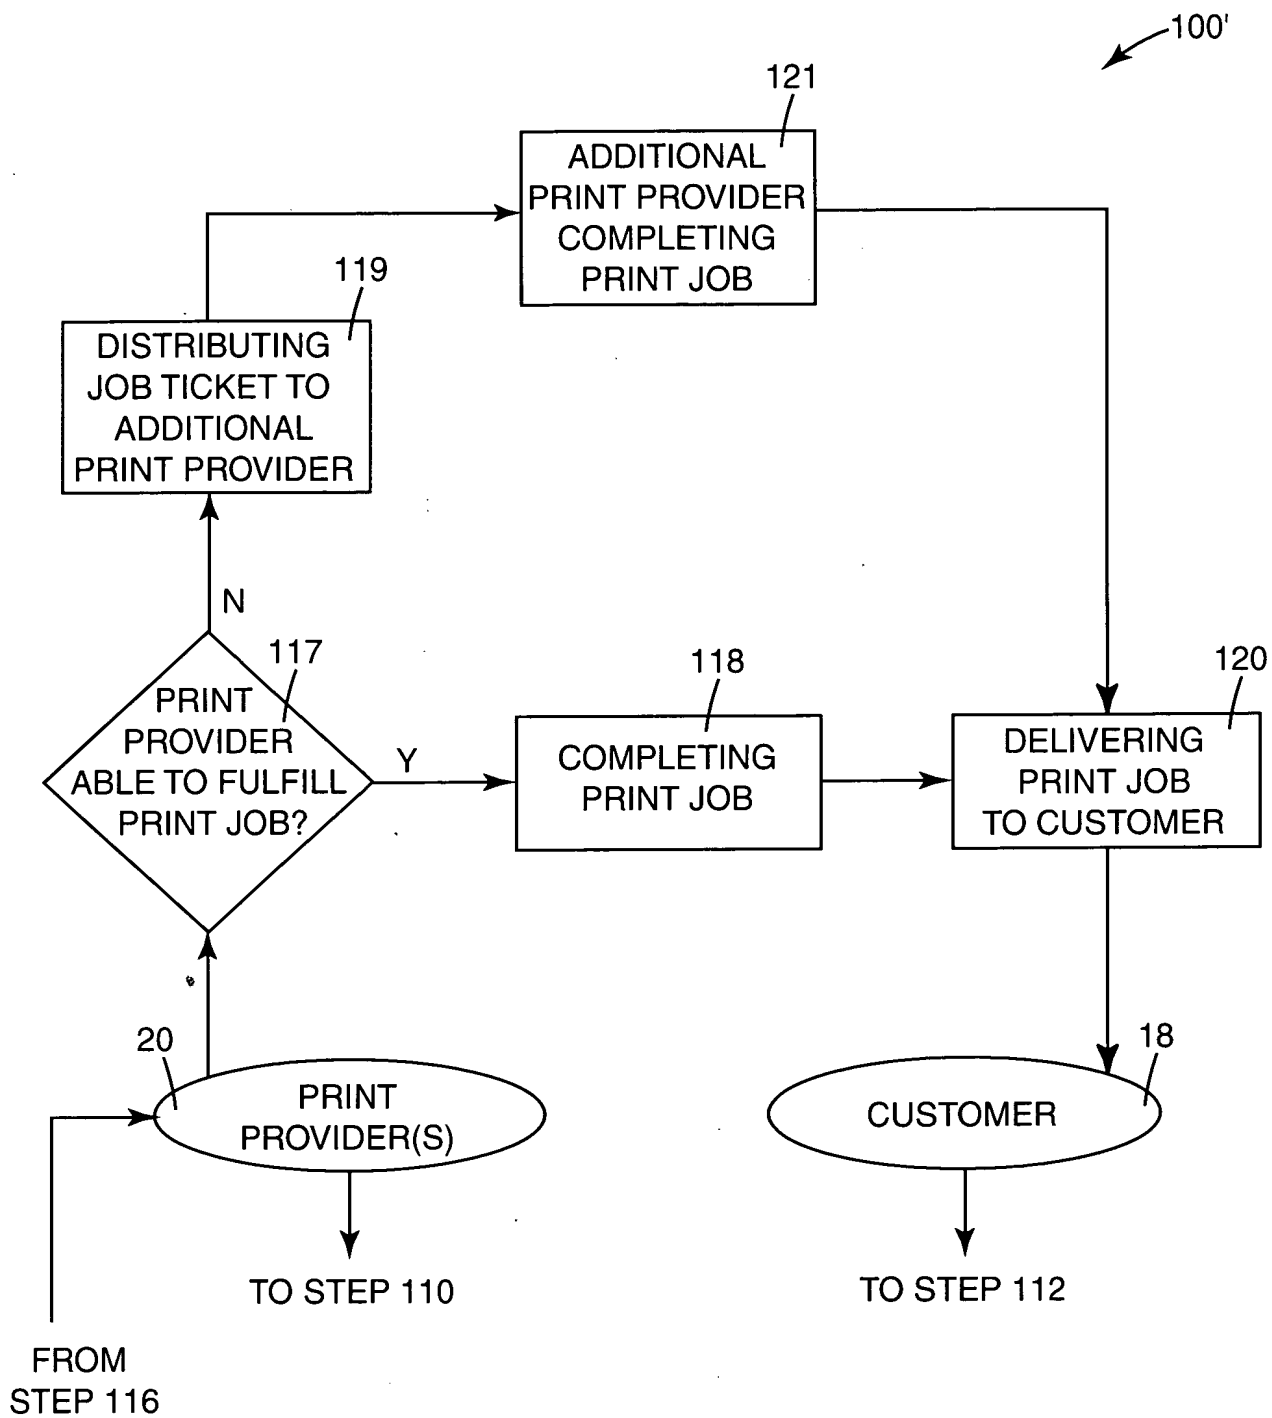 100'
121
ADDITIONAL
PRINT PROVIDER
COMPLETING
PRINT JOB
119
DISTRIBUTING
JOB TICKET TO
ADDITIONAL
PRINT PROVIDER
N
117
PRINT
PROVIDER
ABLE TO FULFILL
PRINT JOB?
Y
118
COMPLETING
PRINT JOB
120
DELIVERING
PRINT JOB
TO CUSTOMER
20
PRINT
PROVIDER(S)
18
CUSTOMER
TO STEP 110
TO STEP 112
FROM
STEP 116